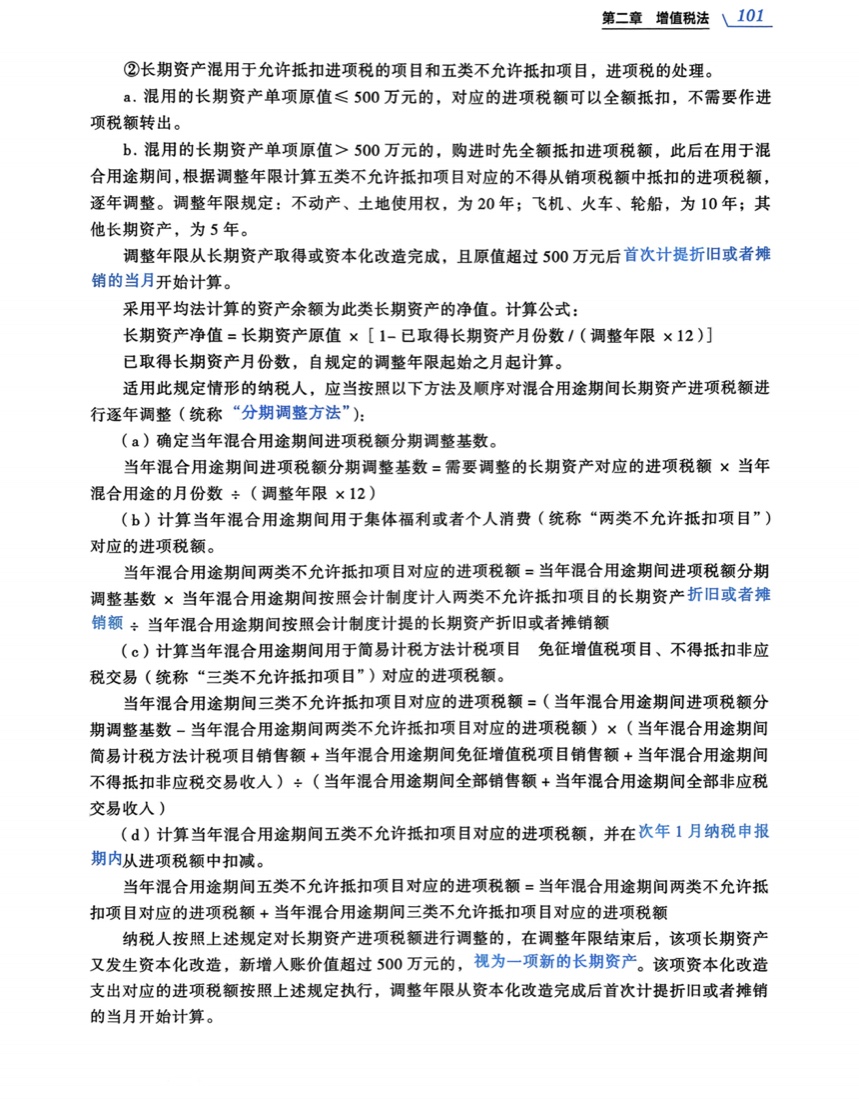 第二章 增值税法 101
②长期资产混用于允许抵扣进项税的项目和五类不允许抵扣项目，进项税的处理。
a. 混用的长期资产单项原值≤ 500 万元的，对应的进项税额可以全额抵扣，不需要作进
项税额转出。
b. 混用的长期资产单项原值＞ 500 万元的，购进时先全额抵扣进项税额，此后在用于混
合用途期间，根据调整年限计算五类不允许抵扣项目对应的不得从销项税额中抵扣的进项税额，
逐年调整。调整年限规定：不动产、土地使用权，为 20 年；飞机、火车、轮船，为 10 年；其
他长期资产，为 5 年。
调整年限从长期资产取得或资本化改造完成，且原值超过 500 万元后首次计提折旧或者摊
销的当月开始计算。
采用平均法计算的资产余额为此类长期资产的净值。计算公式：
长期资产净值 = 长期资产原值 ×［1- 已取得长期资产月份数 /（调整年限 ×12）］
已取得长期资产月份数，自规定的调整年限起始之月起计算。
适用此规定情形的纳税人，应当按照以下方法及顺序对混合用途期间长期资产进项税额进
行逐年调整（统称“分期调整方法”）：
（a）确定当年混合用途期间进项税额分期调整基数。
当年混合用途期间进项税额分期调整基数 = 需要调整的长期资产对应的进项税额 × 当年
混合用途的月份数 ÷（调整年限 ×12）
（b）计算当年混合用途期间用于集体福利或者个人消费（统称“两类不允许抵扣项目”）
对应的进项税额。
当年混合用途期间两类不允许抵扣项目对应的进项税额 = 当年混合用途期间进项税额分期
调整基数 × 当年混合用途期间按照会计制度计入两类不允许抵扣项目的长期资产折旧或者摊
销额 ÷ 当年混合用途期间按照会计制度计提的长期资产折旧或者摊销额
（c）计算当年混合用途期间用于简易计税方法计税项目 免征增值税项目、不得抵扣非应
税交易（统称“三类不允许抵扣项目”）对应的进项税额。
当年混合用途期间三类不允许抵扣项目对应的进项税额 =（当年混合用途期间进项税额分
期调整基数 – 当年混合用途期间两类不允许抵扣项目对应的进项税额）×（当年混合用途期间
简易计税方法计税项目销售额 + 当年混合用途期间免征增值税项目销售额 + 当年混合用途期间
不得抵扣非应税交易收入）÷（当年混合用途期间全部销售额 + 当年混合用途期间全部非应税
交易收入）
（d）计算当年混合用途期间五类不允许抵扣项目对应的进项税额，并在次年 1 月纳税申报
期内从进项税额中扣减。
当年混合用途期间五类不允许抵扣项目对应的进项税额 = 当年混合用途期间两类不允许抵
扣项目对应的进项税额 + 当年混合用途期间三类不允许抵扣项目对应的进项税额
纳税人按照上述规定对长期资产进项税额进行调整的，在调整年限结束后，该项长期资产
又发生资本化改造，新增入账价值超过 500 万元的，视为一项新的长期资产。该项资本化改造
支出对应的进项税额按照上述规定执行，调整年限从资本化改造完成后首次计提折旧或者摊销
的当月开始计算。